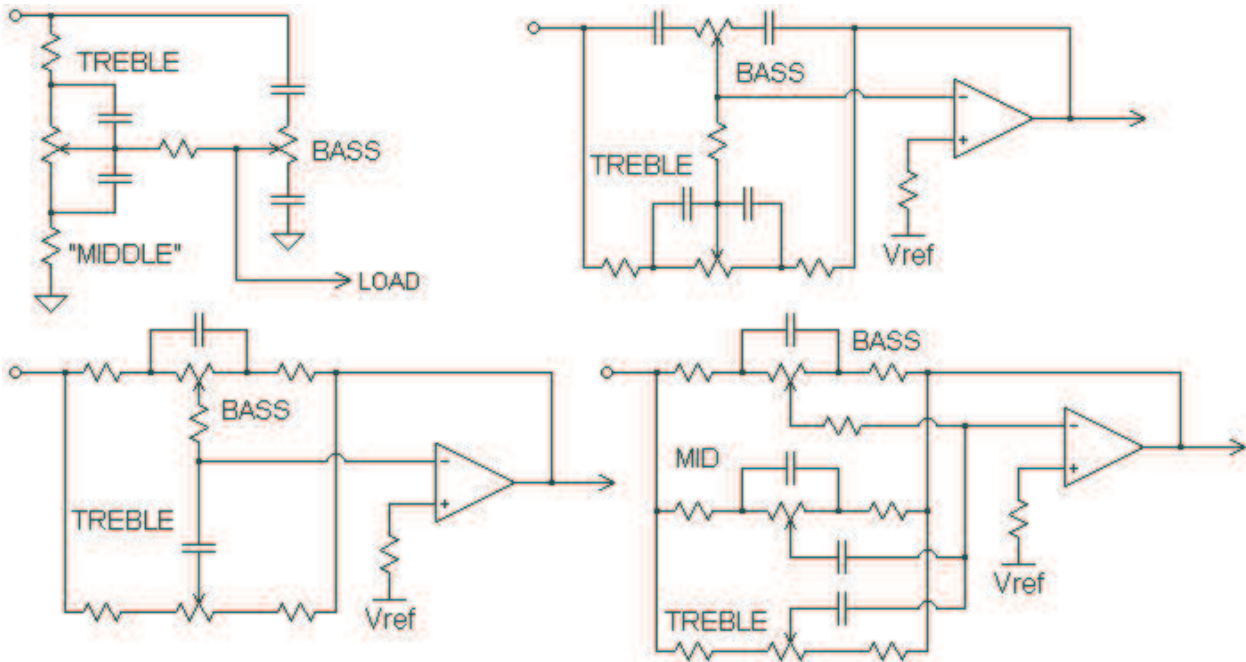 TREBLE
BASS
"MIDDLE"
LOAD
BASS
TREBLE
-
+
Vref
BASS
TREBLE
-
+
Vref
BASS
MID
TREBLE
-
+
Vref